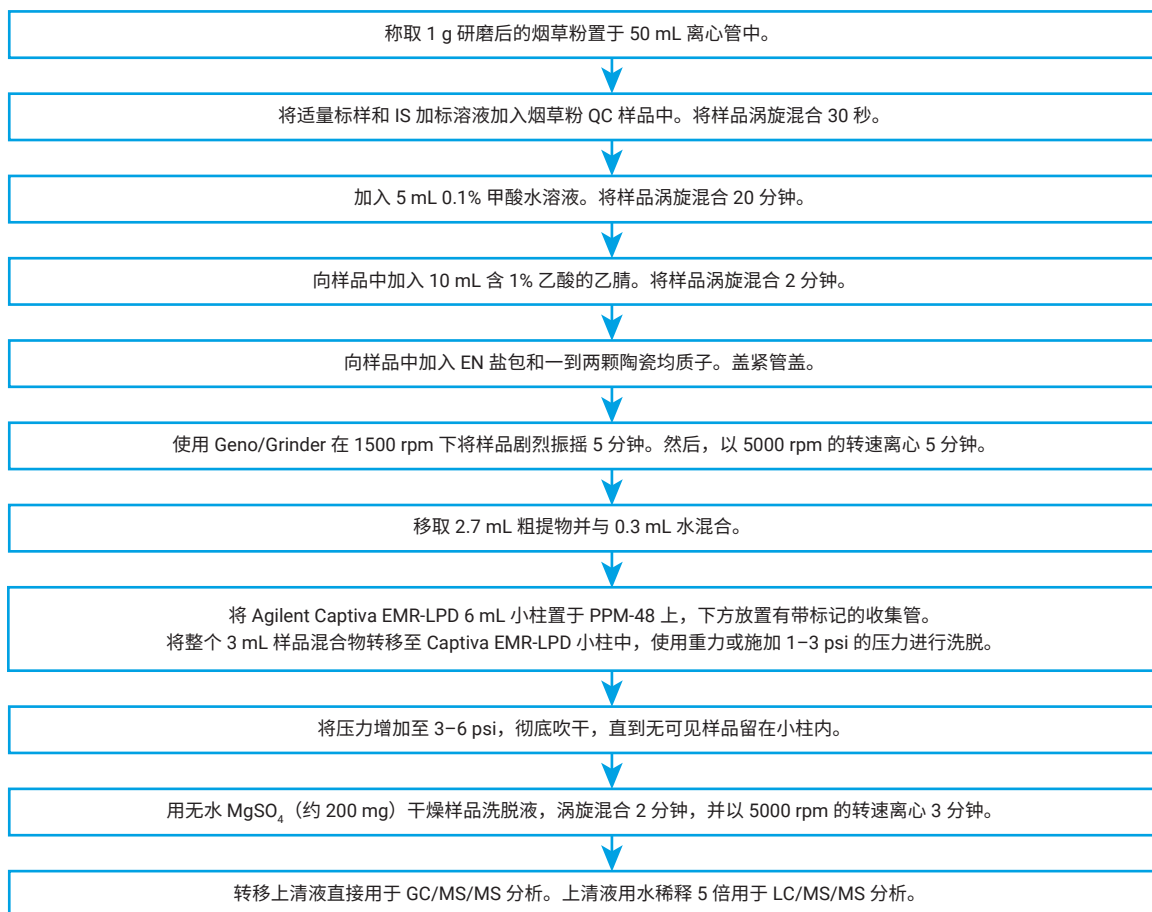 称取 1 g 研磨后的烟草粉置于 50 mL 离心管中。
将适量标样和 IS 加标溶液加入烟草粉 QC 样品中。将样品涡旋混合 30 秒。
加入 5 mL 0.1% 甲酸水溶液。将样品涡旋混合 20 分钟。
向样品中加入 10 mL 含 1% 乙酸的乙腈。将样品涡旋混合 2 分钟。
向样品中加入 EN 盐包和一到两颗陶瓷均质子。盖紧管盖。
使用 Geno/Grinder 在 1500 rpm 下将样品剧烈振摇 5 分钟。然后，以 5000 rpm 的转速离心 5 分钟。
移取 2.7 mL 粗提物并与 0.3 mL 水混合。
将 Agilent Captiva EMR-LPD 6 mL 小柱置于 PPM-48 上，下方放置有带标记的收集管。
将整个 3 mL 样品混合物转移至 Captiva EMR-LPD 小柱中，使用重力或施加 1–3 psi 的压力进行洗脱。
将压力增加至 3–6 psi，彻底吹干，直到无可见样品留在小柱内。
用无水 MgSO₄（约 200 mg）干燥样品洗脱液，涡旋混合 2 分钟，并以 5000 rpm 的转速离心 3 分钟。
转移上清液直接用于 GC/MS/MS 分析。上清液用水稀释 5 倍用于 LC/MS/MS 分析。